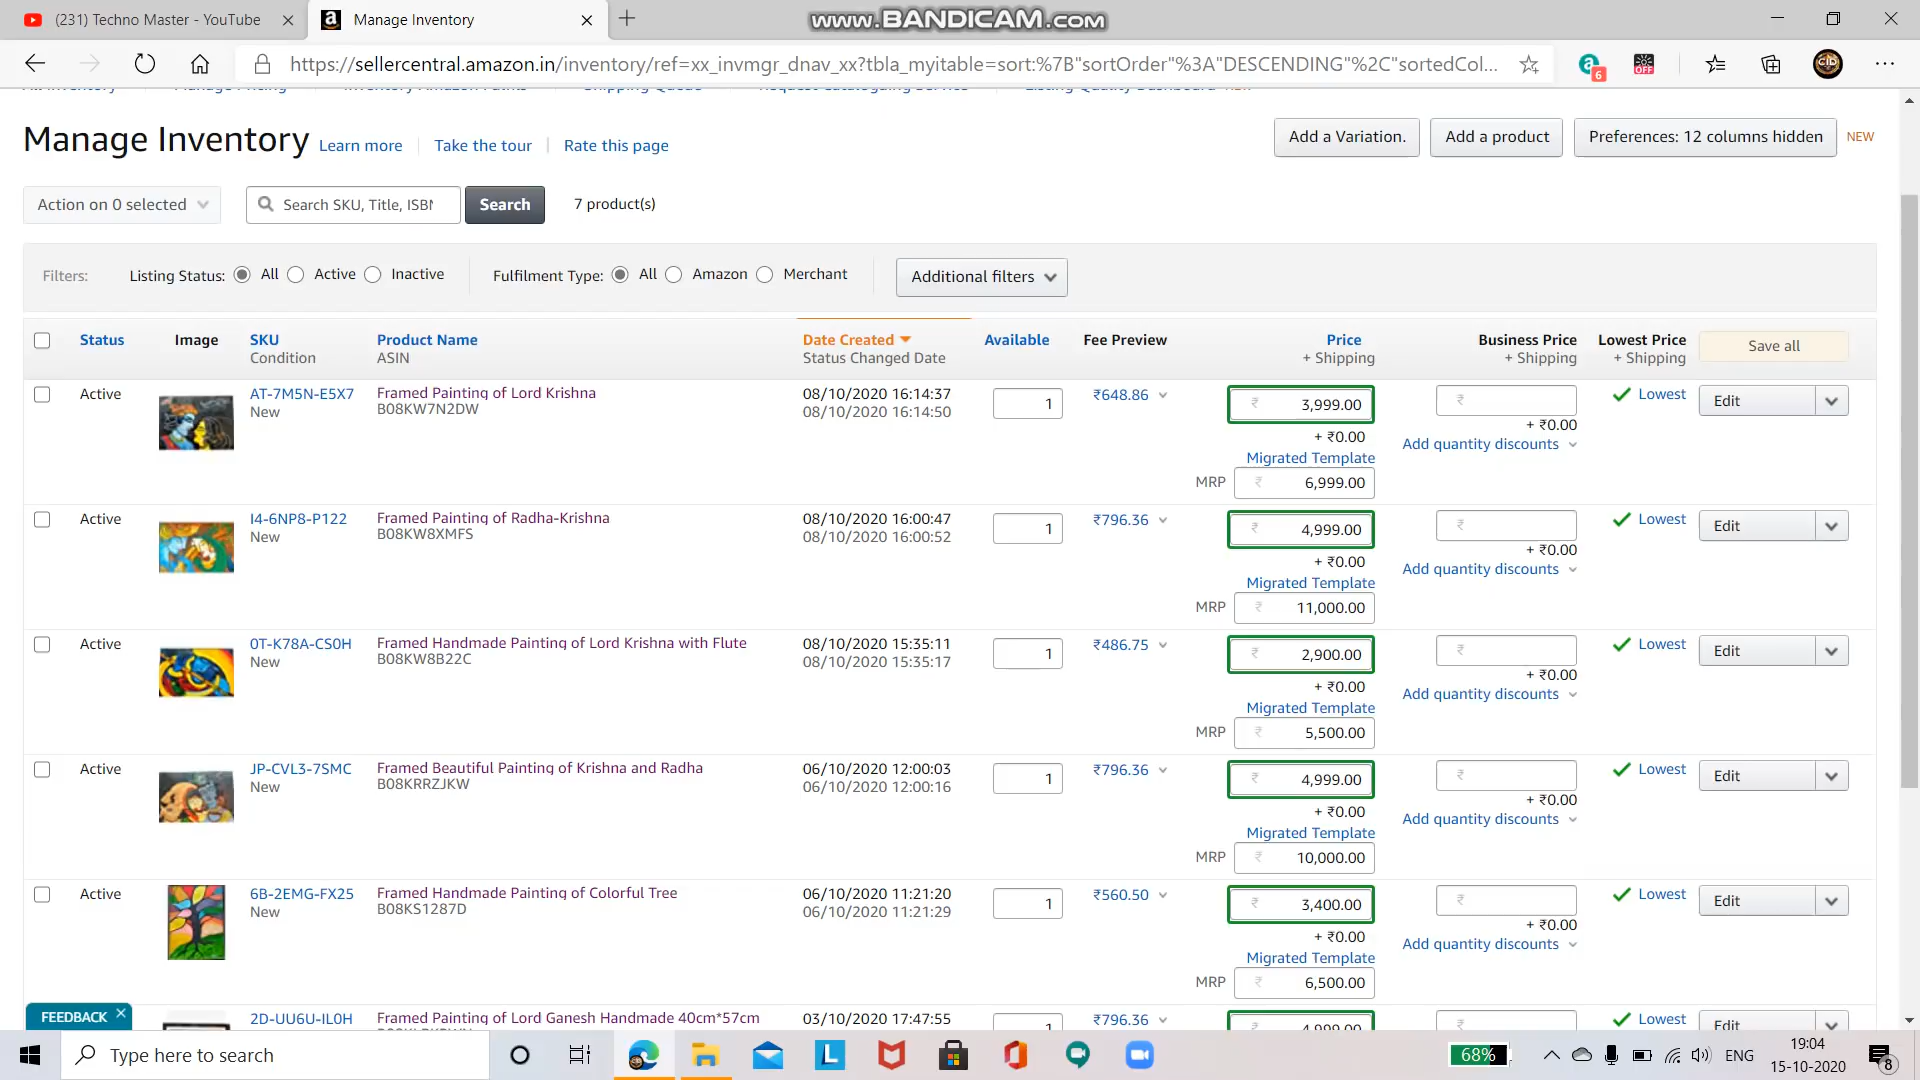 (231) Techno Master - YouTube
Manage Inventory
www.BANDICAM.com
https://sellercentral.amazon.in/inventory/ref=xx_invmgr_dnav_xx?tbla_myitable=sort:%7B"sortOrder"%3A"DESCENDING"%2C"sortedCol...
6
OFF
Manage Inventory Learn more Take the tour Rate this page
Add a Variation. Add a product Preferences: 12 columns hidden NEW
Action on 0 selected Search SKU, Title, ISBN Search 7 product(s)
Filters: Listing Status: All Active Inactive Fulfilment Type: All Amazon Merchant Additional filters
Status Image SKU Product Name Date Created Available Fee Preview Price Business Price Lowest Price Save all
Condition ASIN Status Changed Date + Shipping + Shipping + Shipping
Active AT-7M5N-E5X7 Framed Painting of Lord Krishna 08/10/2020 16:14:37 1 ₹648.86 ₹ 3,999.00 ₹ Lowest Edit
New B08KW7N2DW 08/10/2020 16:14:50
+ ₹0.00 + ₹0.00
Migrated Template Add quantity discounts
MRP ₹ 6,999.00
Active I4-6NP8-P122 Framed Painting of Radha-Krishna 08/10/2020 16:00:47 1 ₹796.36 ₹ 4,999.00 ₹ Lowest Edit
New B08KW8XMFS 08/10/2020 16:00:52
+ ₹0.00 + ₹0.00
Migrated Template Add quantity discounts
MRP ₹ 11,000.00
Active 0T-K78A-CS0H Framed Handmade Painting of Lord Krishna with Flute 08/10/2020 15:35:11 1 ₹486.75 ₹ 2,900.00 ₹ Lowest Edit
New B08KW8B22C 08/10/2020 15:35:17
+ ₹0.00 + ₹0.00
Migrated Template Add quantity discounts
MRP ₹ 5,500.00
Active JP-CVL3-7SMC Framed Beautiful Painting of Krishna and Radha 06/10/2020 12:00:03 1 ₹796.36 ₹ 4,999.00 ₹ Lowest Edit
New B08KRRZJKW 06/10/2020 12:00:16
+ ₹0.00 + ₹0.00
Migrated Template Add quantity discounts
MRP ₹ 10,000.00
Active 6B-2EMG-FX25 Framed Handmade Painting of Colorful Tree 06/10/2020 11:21:20 1 ₹560.50 ₹ 3,400.00 ₹ Lowest Edit
New B08KS1287D 06/10/2020 11:21:29
+ ₹0.00 + ₹0.00
Migrated Template Add quantity discounts
MRP ₹ 6,500.00
FEEDBACK 2D-UU6U-IL0H Framed Painting of Lord Ganesh Handmade 40cm*57cm 03/10/2020 17:47:55 1 ₹796.36 4,999.00 Lowest Edit
Type here to search
68% ENG 19:04
15-10-2020
8